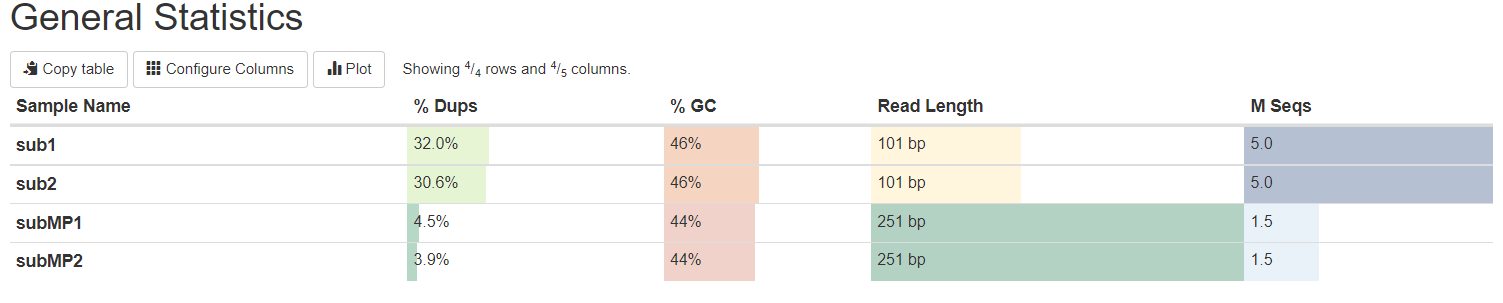 General Statistics
Copy table Configure Columns Plot Showing 4/4 rows and 4/5 columns.
Sample Name % Dups % GC Read Length M Seqs
sub1 32.0% 46% 101 bp 5.0
sub2 30.6% 46% 101 bp 5.0
subMP1 4.5% 44% 251 bp 1.5
subMP2 3.9% 44% 251 bp 1.5